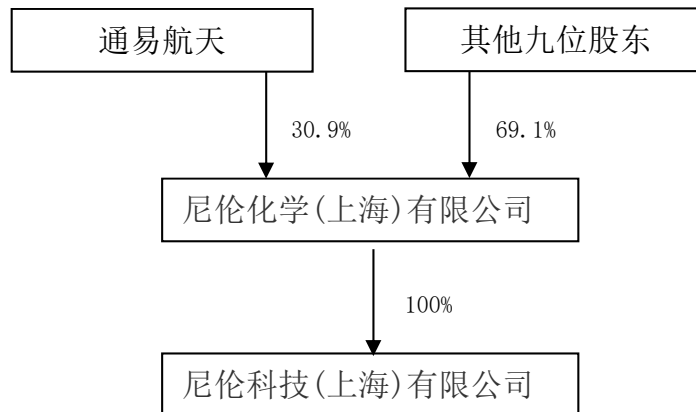 通易航天
其他九位股东
30.9%
69.1%
尼伦化学(上海)有限公司
100%
尼伦科技(上海)有限公司